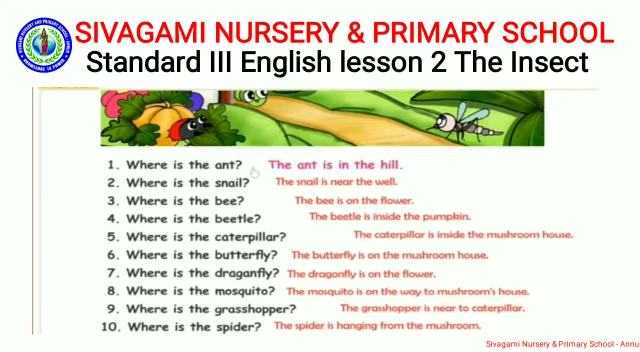 SIVAGAMI NURSERY & PRIMARY SCHOOL
Standard III English lesson 2 The Insect
1. Where is the ant? The ant is in the hill.
2. Where is the snail? The snail is near the well.
3. Where is the bee? The bee is on the flower.
4. Where is the beetle? The beetle is inside the pumpkin.
5. Where is the caterpillar? The caterpillar is inside the mushroom house.
6. Where is the butterfly? The butterfly is on the mushroom house.
7. Where is the draganfly? The dragonfly is on the flower.
8. Where is the mosquito? The mosquito is on the way to mushroom's house.
9. Where is the grasshopper? The grasshopper is near to caterpillar.
10. Where is the spider? The spider is hanging from the mushroom.
Sivagami Nursery & Primary School - Annu